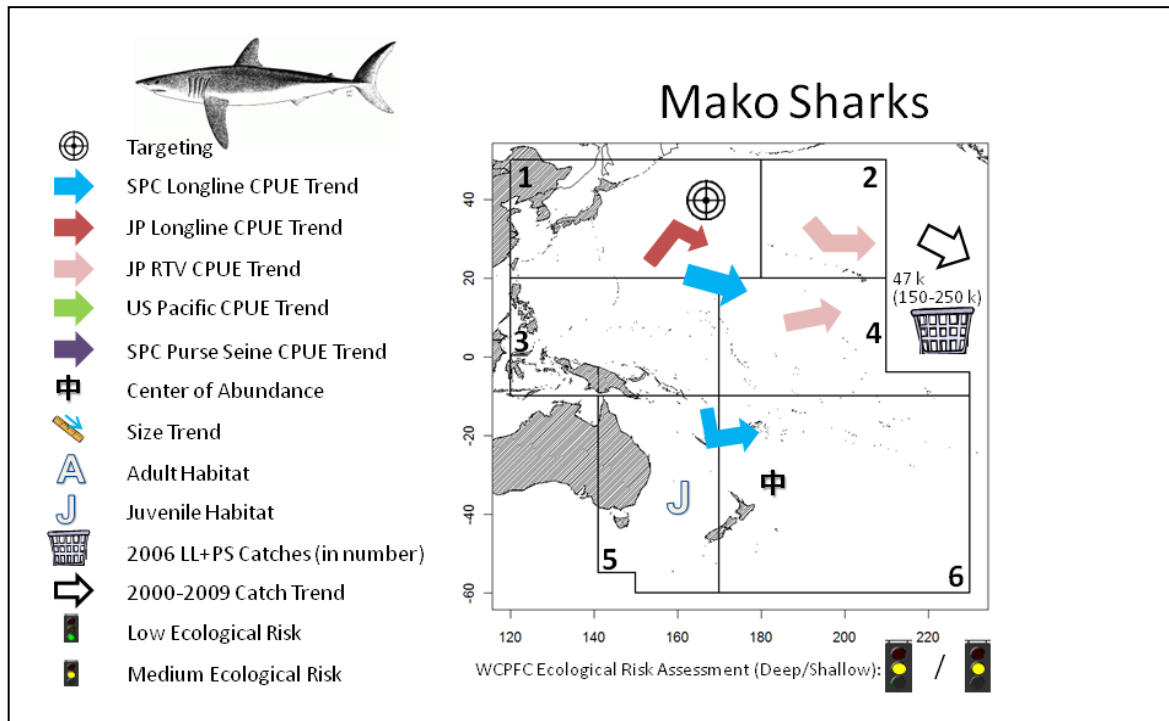 Mako Sharks
Targeting
SPC Longline CPUE Trend
JP Longline CPUE Trend
JP RTV CPUE Trend
US Pacific CPUE Trend
SPC Purse Seine CPUE Trend
中
Center of Abundance
Size Trend
A
Adult Habitat
J
Juvenile Habitat
2006 LL+PS Catches (in number)
2000-2009 Catch Trend
Low Ecological Risk
Medium Ecological Risk
1
2
3
4
5
6
47 k
(150-250 k)
中
J
40
20
0
-20
-40
-60
120 140 160 180 200 220
WCPFC Ecological Risk Assessment (Deep/Shallow): /